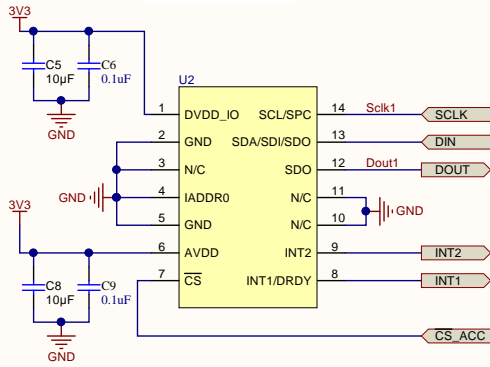 3V3
C5
10µF
C6
0.1uF
GND
U2
1 DVDD_IO SCL/SPC 14 Sclk1 SCLK
2 GND SDA/SDI/SDO 13 DIN
3 N/C SDO 12 Dout1 DOUT
GND 4 IADDR0 N/C 11 GND
5 GND N/C 10
3V3 6 AVDD INT2 9 INT2
7 CS INT1/DRDY 8 INT1
C8
10µF
C9
0.1uF
GND
CS_ACC